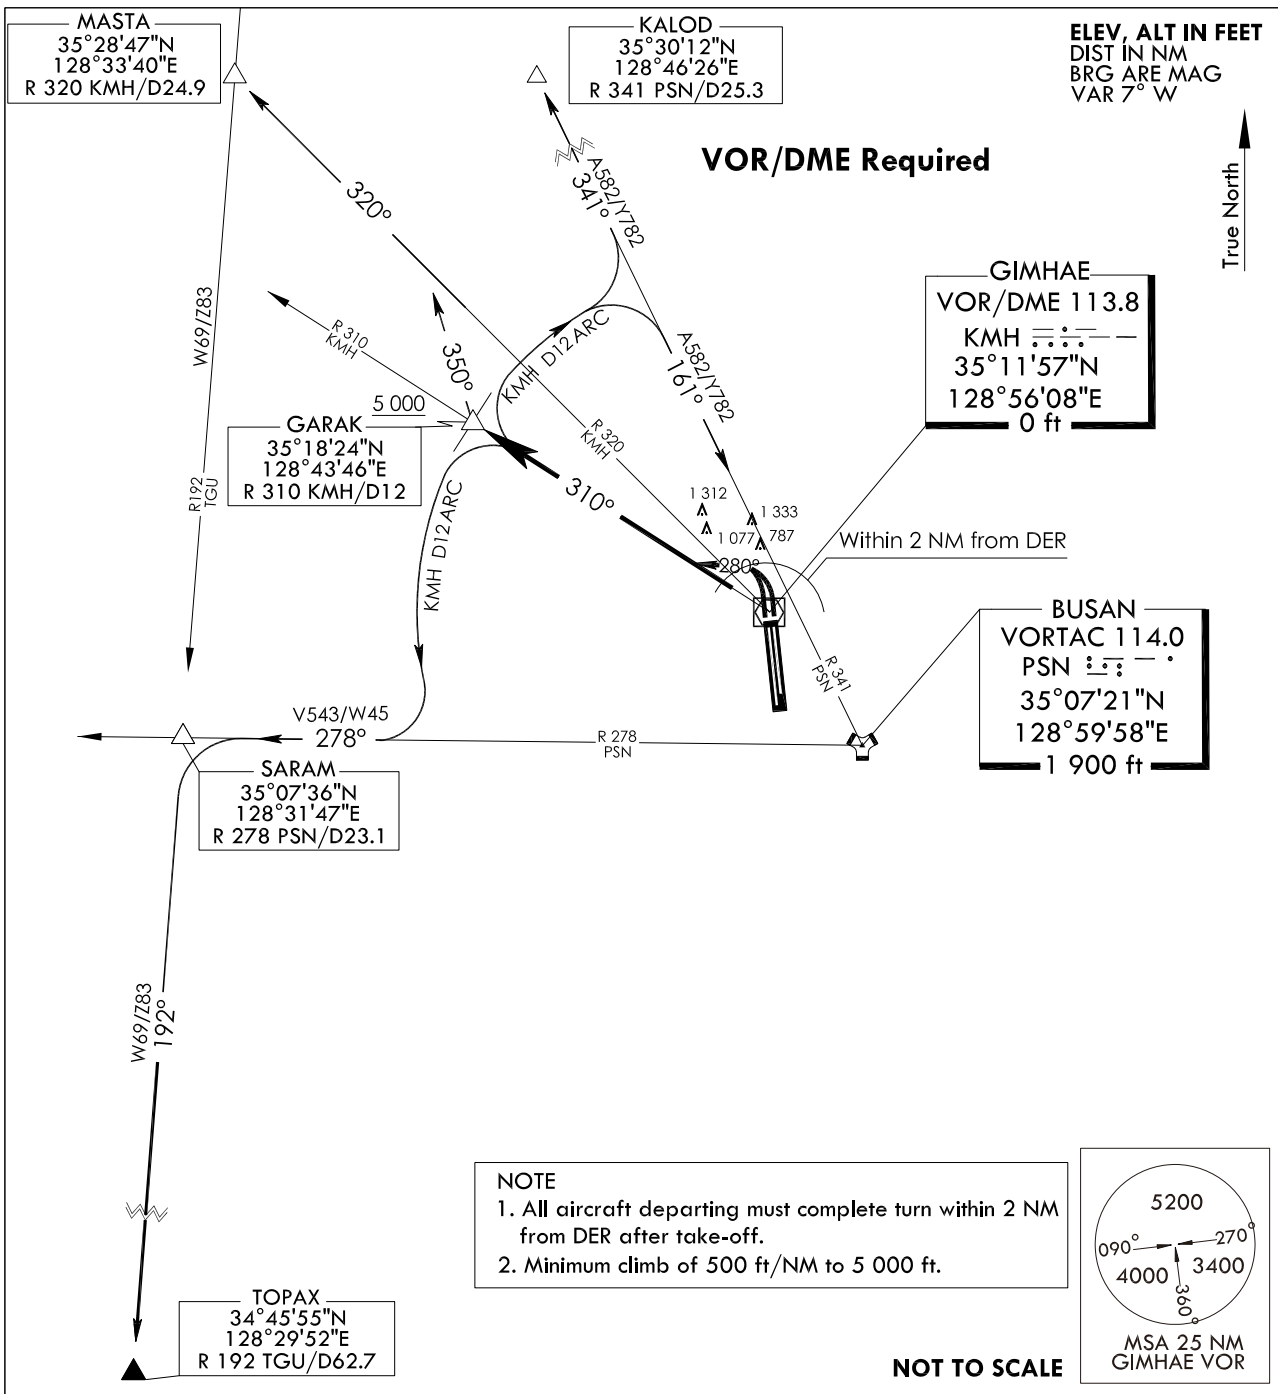 MASTA
35°28'47"N
128°33'40"E
R 320 KMH/D24.9
KALOD
35°30'12"N
128°46'26"E
R 341 PSN/D25.3
ELEV, ALT IN FEET
DIST IN NM
BRG ARE MAG
VAR 7° W
VOR/DME Required
True North
A582/Y782
341°
320°
W69/Z83
R 310
KMH
350°
KMH D12 ARC
A582/Y782
161°
GIMHAE
VOR/DME 113.8
KMH
35°11'57"N
128°56'08"E
0 ft
5 000
GARAK
35°18'24"N
128°43'46"E
R 310 KMH/D12
R 320
KMH
R192
TGU
310°
1 312
1 333
1 077
787
280°
Within 2 NM from DER
KMH D12 ARC
BUSAN
VORTAC 114.0
PSN
35°07'21"N
128°59'58"E
1 900 ft
R 341
PSN
V543/W45
278°
R 278
PSN
SARAM
35°07'36"N
128°31'47"E
R 278 PSN/D23.1
W69/Z83
192°
NOTE
1. All aircraft departing must complete turn within 2 NM
from DER after take-off.
2. Minimum climb of 500 ft/NM to 5 000 ft.
5200
090°
270°
4000
3400
360°
MSA 25 NM
GIMHAE VOR
TOPAX
34°45'55"N
128°29'52"E
R 192 TGU/D62.7
NOT TO SCALE